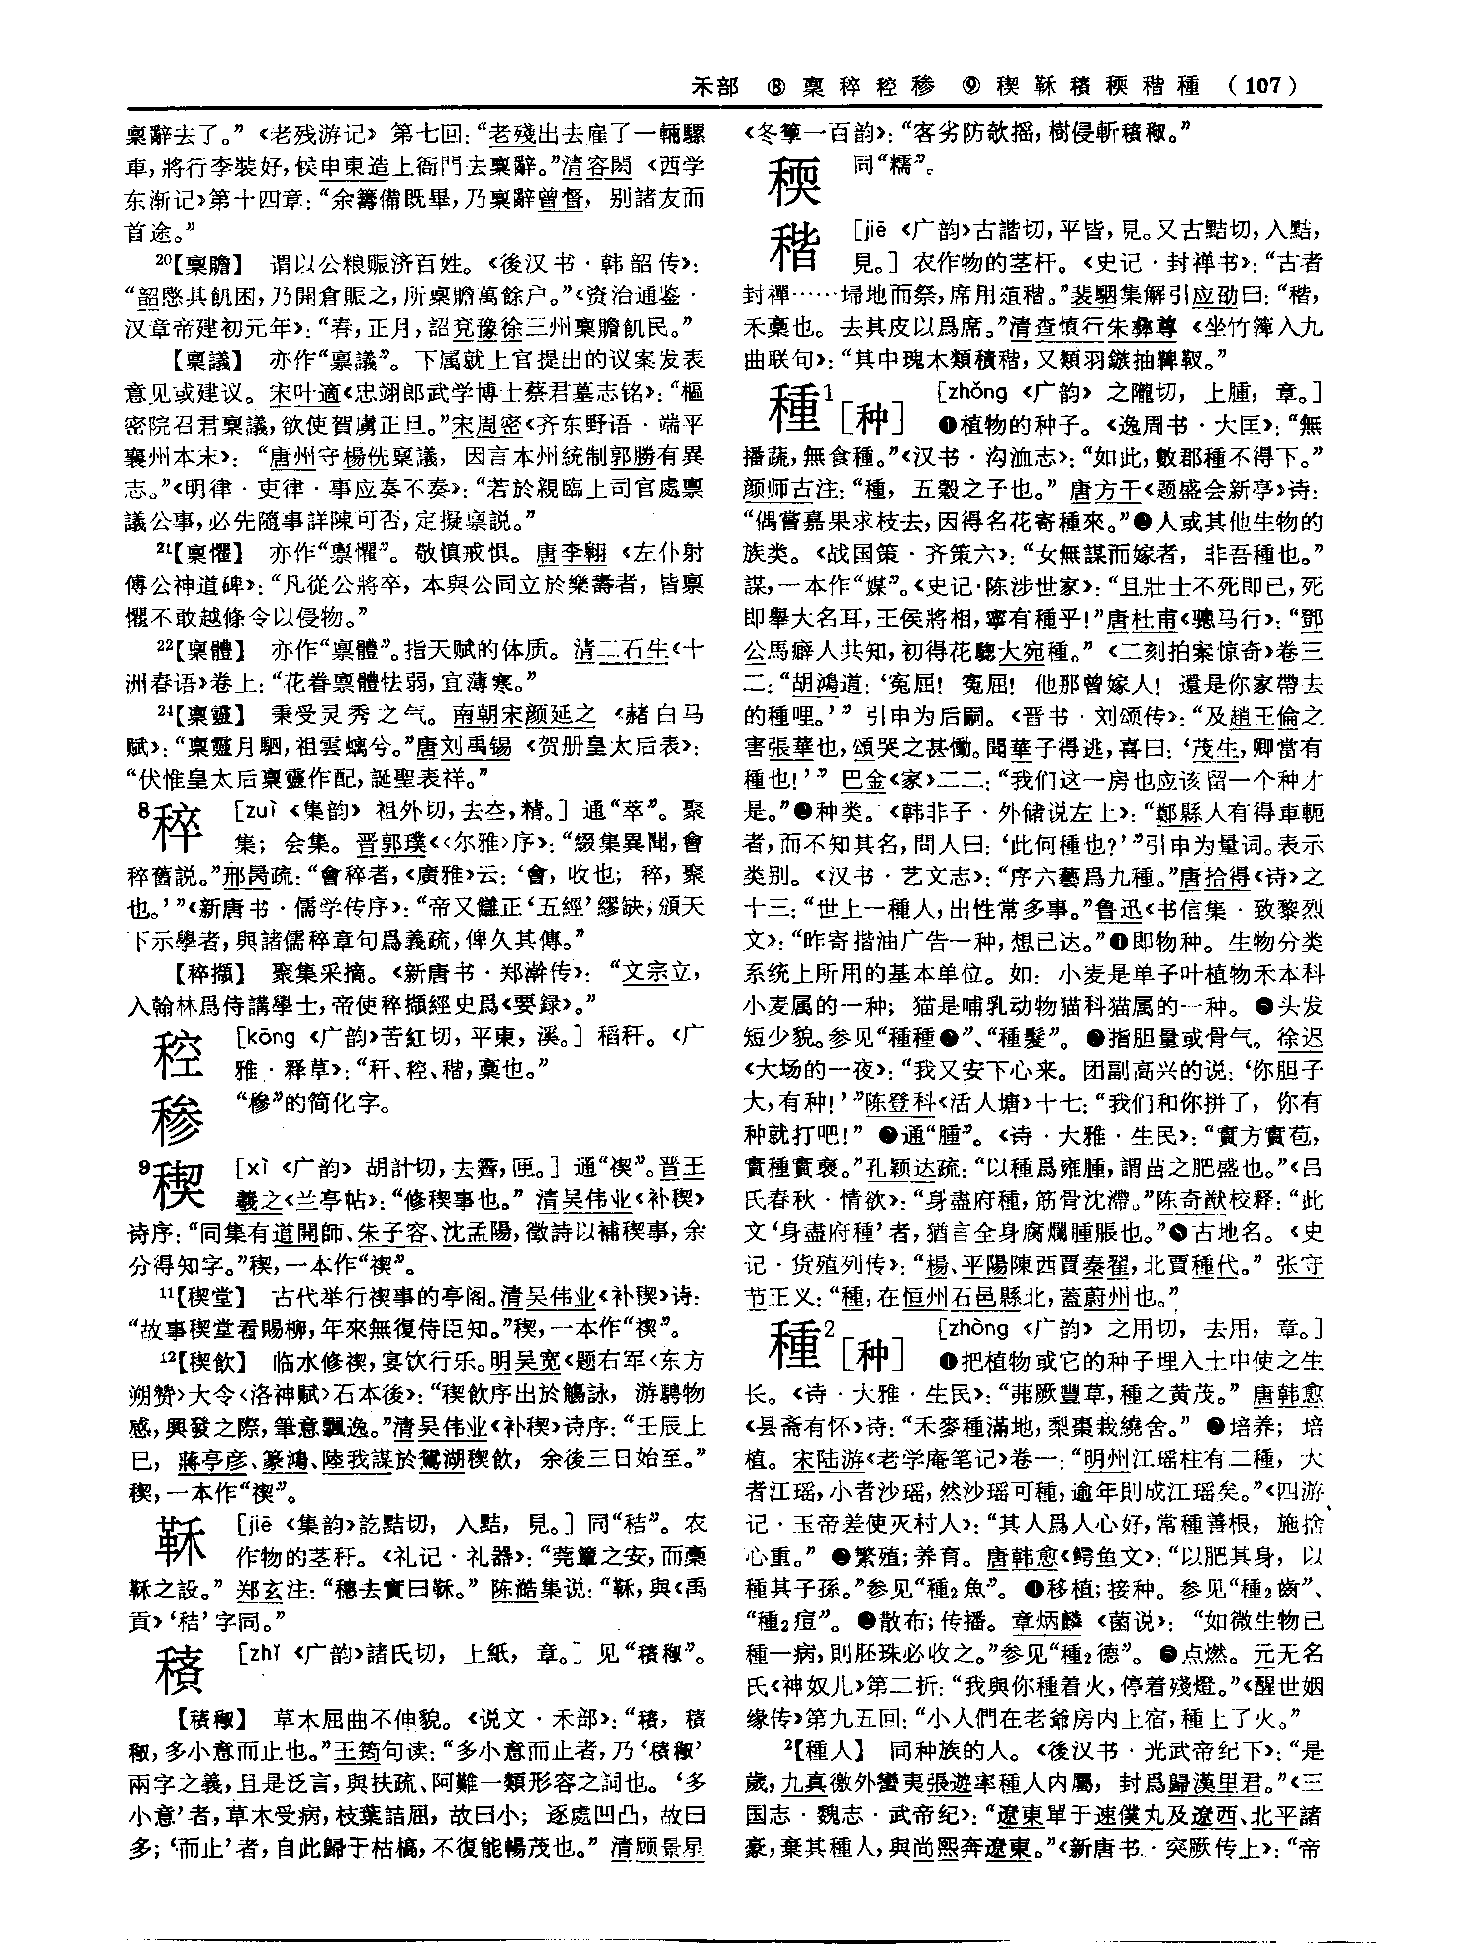 禾部 ⑧ 稟稡稑穇 ⑨ 稧𥞩稹稬稭種 (107)
稟辭去了。”《老残游记》第七回：“老殘出去雇了一輛騾
車，將行李裝好，候申東造上衙門去稟辭。”清容闳《西学
东渐记》第十四章：“余籌備既畢，乃稟辭曾督，别諸友而
首途。”
20【稟贍】 谓以公粮赈济百姓。《後汉书·韩韶传》：
“韶愍其飢困，乃開倉賑之，所稟贍萬餘户。”《资治通鉴·
汉章帝建初元年》：“春，正月，詔兗豫徐三州稟贍飢民。”
【稟議】 亦作“禀議”。下属就上官提出的议案发表
意见或建议。宋叶適《忠翊郎武学博士蔡君墓志铭》：“樞
密院召君稟議，欲使賀虜正旦。”宋周密《齐东野语·端平
襄州本末》：“唐州守楊侁稟議，因言本州統制郭勝有異
志。”《明律·吏律·事应奏不奏》：“若於親臨上司官處禀
議公事，必先隨事詳陳可否，定擬稟説。”
21【稟懼】 亦作“禀懼”。敬慎戒惧。唐李翱《左仆射
傅公神道碑》：“凡從公將卒，本與公同立於樂壽者，皆稟
懼不敢越條令以侵物。”
22【稟體】 亦作“禀體”。指天赋的体质。清二石生《十
洲春语》卷上：“花眷稟體怯弱，宜薄寒。”
24【稟靈】 秉受灵秀之气。南朝宋颜延之《赭白马
赋》：“稟靈月駟，祖雲螭兮。”唐刘禹锡《贺册皇太后表》：
“伏惟皇太后稟靈作配，誕聖表祥。”
8稡 [zuì《集韵》祖外切，去泰，精。] 通“萃”。聚
集；会集。晋郭璞《〈尔雅〉序》：“綴集異聞，會
稡舊説。”邢昺疏：“會稡者，《廣雅》云：‘會，收也；稡，聚
也。’”《新唐书·儒学传序》：“帝又讎正‘五經’繆缺，頒天
下示學者，與諸儒稡章句爲義疏，俾久其傳。”
【稡擷】 聚集采摘。《新唐书·郑澣传》：“文宗立，
入翰林爲侍講學士，帝使稡擷經史爲《要録》。”
稑 [kōng《广韵》苦紅切，平東，溪。] 稻秆。《广
雅·释草》：“秆、稑、稭，稾也。”
穇 “穇”的简化字。
9稧 [xì《广韵》胡計切，去霽，匣。] 通“禊”。晋王
羲之《兰亭帖》：“修稧事也。”清吴伟业《补稧》
诗序：“同集有道開師、朱子容、沈孟陽，徵詩以補稧事，余
分得知字。”稧，一本作“禊”。
11【稧堂】 古代举行禊事的亭阁。清吴伟业《补稧》诗：
“故事稧堂看賜柳，年來無復侍臣知。”稧，一本作“禊”。
12【稧飲】 临水修禊，宴饮行乐。明吴宽《题右军〈东方
朔赞〉大令〈洛神赋〉石本後》：“稧飲序出於觴詠，游騁物
感，興發之際，筆意飄逸。”清吴伟业《补稧》诗序：“壬辰上
巳，蔣亭彦、篆鴻、陸我謀於鴛湖稧飲，余後三日始至。”
稧，一本作“禊”。
𥞩 [jiē《集韵》訖黠切，入黠，見。] 同“秸”。农
作物的茎秆。《礼记·礼器》：“莞簟之安，而稾
𥞩之設。”郑玄注：“穗去實曰𥞩。”陈澔集说：“𥞩，與《禹
貢》‘秸’字同。”
𥠻 [zhǐ《广韵》諸氏切，上紙，章。] 见“𥠻䅩”。
【𥠻䅩】 草木屈曲不伸貌。《说文·禾部》：“𥠻，𥠻
䅩，多小意而止也。”王筠句读：“多小意而止者，乃‘𥠻䅩’
兩字之義，且是泛言，與扶疏、阿難一類形容之詞也。‘多
小意’者，草木受病，枝葉詰屈，故曰小；逐處凹凸，故曰
多；‘而止’者，自此歸于枯槁，不復能暢茂也。”清顾景星
《冬笋一百韵》：“客劣防欹摇，樹侵斬𥠻䅩。”
稬 同“糯”。
稭 [jiē《广韵》古諧切，平皆，見。又古黠切，入黠，
見。] 农作物的茎杆。《史记·封禅书》：“古者
封禪……埽地而祭，席用葅稭。”裴駰集解引应劭曰：“稭，
禾稾也。去其皮以爲席。”清查慎行朱彝尊《坐竹簰入九
曲联句》：“其中瑰木類積稭，又類羽鏃抽鞞靫。”
種1[种] [zhǒng《广韵》之隴切，上腫，章。]
❶植物的种子。《逸周书·大匡》：“無
播蔬，無食種。”《汉书·沟洫志》：“如此，數郡種不得下。”
颜师古注：“種，五穀之子也。”唐方干《题盛会新亭》诗：
“偶嘗嘉果求枝去，因得名花寄種來。”❷人或其他生物的
族类。《战国策·齐策六》：“女無謀而嫁者，非吾種也。”
謀，一本作“媒”。《史记·陈涉世家》：“且壯士不死即已，死
即舉大名耳，王侯將相，寧有種乎！”唐杜甫《骢马行》：“鄧
公馬癖人共知，初得花驄大宛種。”《二刻拍案惊奇》卷三
二：“胡鴻道：‘寃屈！寃屈！他那曾嫁人！還是你家帶去
的種哩。’”引申为后嗣。《晋书·刘颂传》：“及趙王倫之
害張華也，頌哭之甚慟。聞華子得逃，喜曰：‘茂先，卿尚有
種也！’”巴金《家》二二：“我们这一房也应该留一个种才
是。”❸种类。《韩非子·外储说左上》：“鄭縣人有得車軛
者，而不知其名，問人曰：‘此何種也？’”引申为量词。表示
类别。《汉书·艺文志》：“序六藝爲九種。”唐拾得《诗》之
十三：“世上一種人，出性常多事。”鲁迅《书信集·致黎烈
文》：“昨寄揩油广告一种，想已达。”❹即物种。生物分类
系统上所用的基本单位。如：小麦是单子叶植物禾本科
小麦属的一种；猫是哺乳动物猫科猫属的一种。❺头发
短少貌。参见“種種❷”、“種髮”。❻指胆量或骨气。徐迟
《大场的一夜》：“我又安下心来。团副高兴的说：‘你胆子
大，有种！’”陈登科《活人塘》十七：“我们和你拼了，你有
种就打吧！”❼通“腫”。《诗·大雅·生民》：“實方實苞，
實種實褎。”孔颖达疏：“以種爲雍腫，謂苗之肥盛也。”《吕
氏春秋·情欲》：“身盡府種，筋骨沈滯。”陈奇猷校释：“此
文‘身盡府種’者，猶言全身腐爛腫脹也。”❽古地名。《史
记·货殖列传》：“楊、平陽陳西賈秦翟，北賈種代。”张守
节正义：“種，在恒州石邑縣北，蓋蔚州也。”
種2[种] [zhòng《广韵》之用切，去用，章。]
❶把植物或它的种子埋入土中使之生
长。《诗·大雅·生民》：“茀厥豐草，種之黄茂。”唐韩愈
《县斋有怀》诗：“禾麥種滿地，梨棗栽繞舍。”❷培养；培
植。宋陆游《老学庵笔记》卷一：“明州江瑶柱有二種，大
者江瑶，小者沙瑶，然沙瑶可種，逾年則成江瑶矣。”《四游
记·玉帝差使灭村人》：“其人爲人心好，常種善根，施捨
心重。”❸繁殖；养育。唐韩愈《鳄鱼文》：“以肥其身，以
種其子孫。”参见“種2魚”。❹移植；接种。参见“種2齒”、
“種2痘”。❺散布；传播。章炳麟《菌说》：“如微生物已
種一病，則胚珠必收之。”参见“種2德”。❻点燃。元无名
氏《神奴儿》第二折：“我與你種着火，停着殘燈。”《醒世姻
缘传》第九五回：“小人們在老爺房内上宿，種上了火。”
2【種人】 同种族的人。《後汉书·光武帝纪下》：“是
歲，九真徼外蠻夷張遊率種人内屬，封爲歸漢里君。”《三
国志·魏志·武帝纪》：“遼東單于速僕丸及遼西、北平諸
豪，棄其種人，與尚熙奔遼東。”《新唐书·突厥传上》：“帝